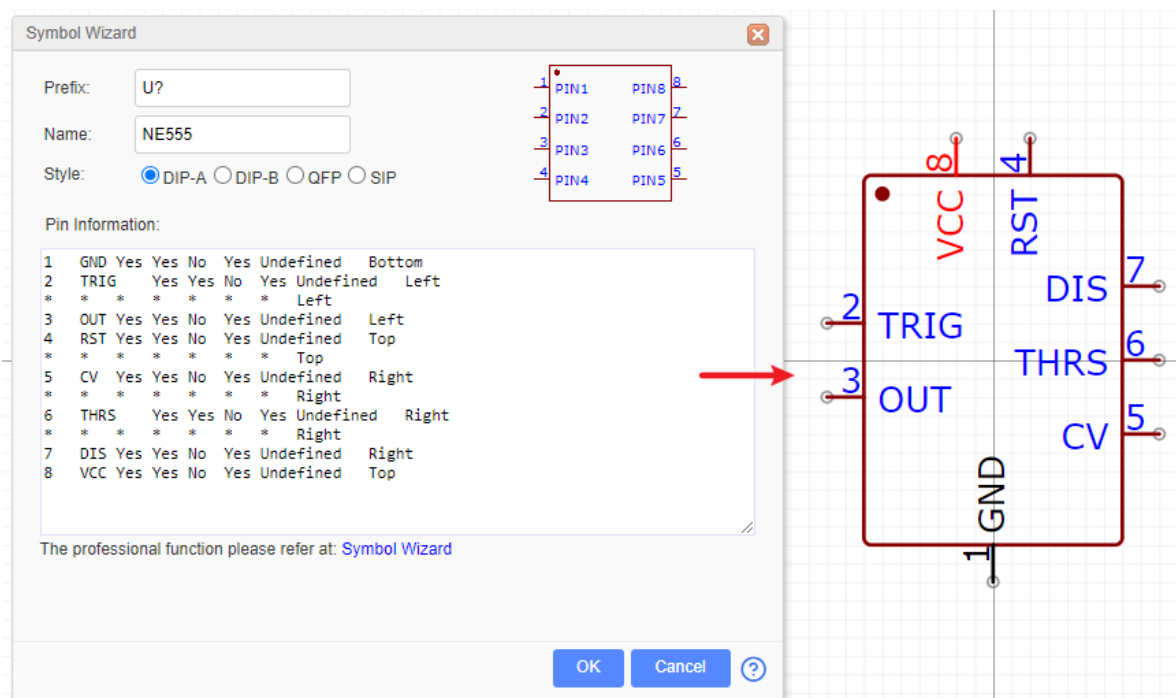 Symbol Wizard
Prefix: U?
Name: NE555
Style: DIP-A DIP-B QFP SIP
1 PIN1 PIN8 8
2 PIN2 PIN7 7
3 PIN3 PIN6 6
4 PIN4 PIN5 5
Pin Information:
1 GND Yes Yes No Yes Undefined Bottom
2 TRIG Yes Yes No Yes Undefined Left
* * * * * * * Left
3 OUT Yes Yes No Yes Undefined Left
4 RST Yes Yes No Yes Undefined Top
* * * * * * * Top
5 CV Yes Yes No Yes Undefined Right
* * * * * * * Right
6 THRS Yes Yes No Yes Undefined Right
* * * * * * * Right
7 DIS Yes Yes No Yes Undefined Right
8 VCC Yes Yes No Yes Undefined Top
The professional function please refer at: Symbol Wizard
OK Cancel ?
8 VCC
4 RST
DIS 7
2 TRIG
THRS 6
3 OUT
CV 5
1 GND